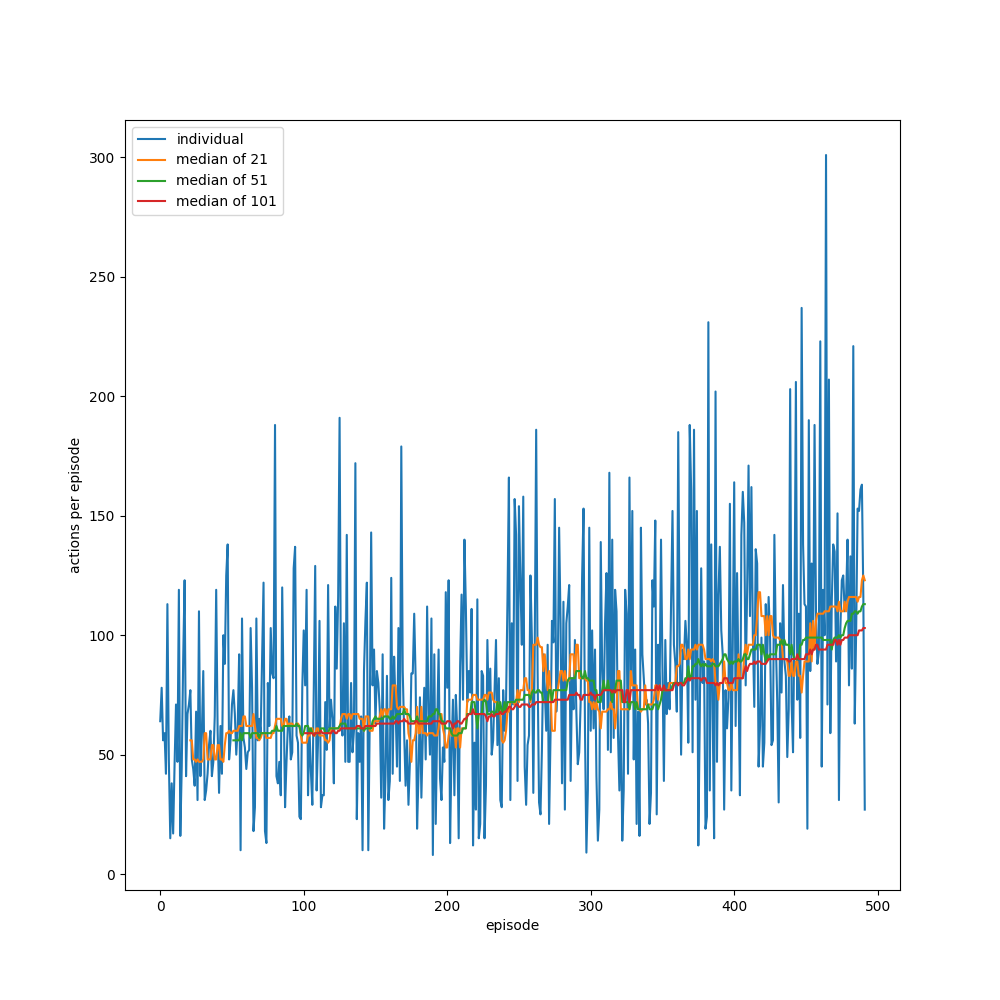 individual
median of 21
median of 51
median of 101
300
250
200
150
100
50
0
actions per episode
0 100 200 300 400 500
episode